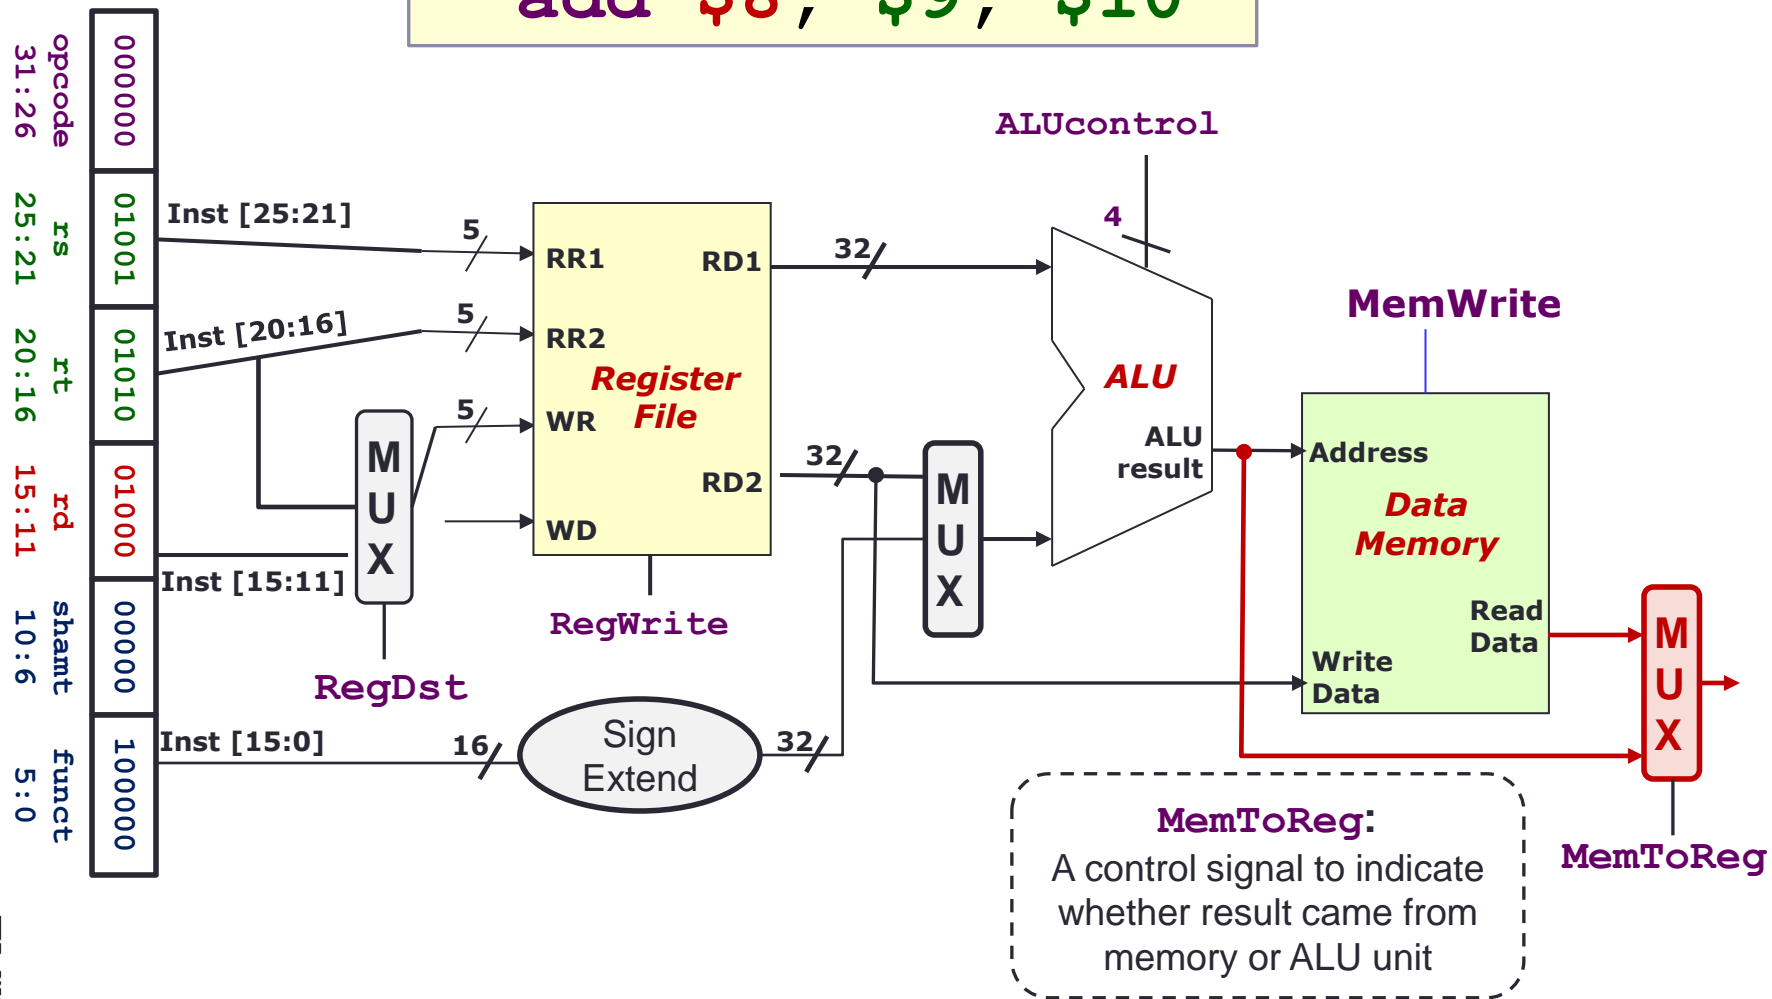 add $8, $9, $10
opcode
31:26
000000
rs
25:21
01001
rt
20:16
01010
rd
15:11
01000
shamt
10:6
00000
funct
5:0
100000
Inst [25:21]
5
Inst [20:16]
5
5
Inst [15:11]
M
U
X
RegDst
Inst [15:0]
16
Sign
Extend
32
RR1
RR2
WR
WD
RD1
RD2
Register
File
RegWrite
32
32
M
U
X
ALUcontrol
4
ALU
ALU
result
MemWrite
Address
Data
Memory
Read
Data
Write
Data
M
U
X
MemToReg
MemToReg:
A control signal to indicate
whether result came from
memory or ALU unit